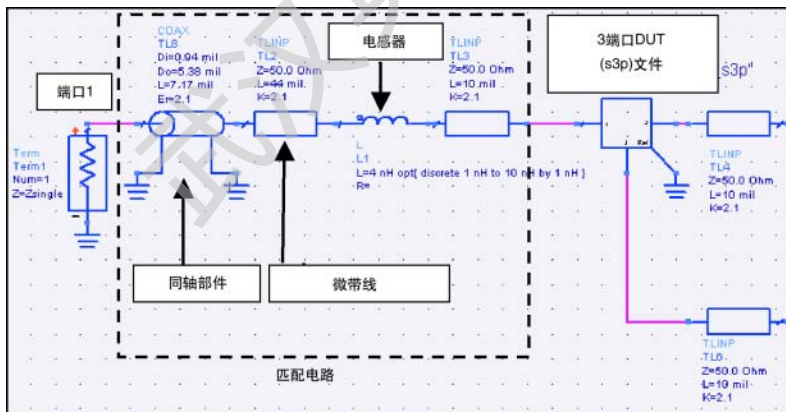 COAX
TL8
Di=0.94 mil
Do=5.38 mil
L=7.17 mil
Er=2.1
TLINP
TL2
Z=50.0 Ohm
L=44 mil
K=2.1
电感器
TLINP
TL3
Z=50.0 Ohm
L=10 mil
K=2.1
3端口DUT
(s3p)文件
s3p"
端口1
Term
Term1
Num=1
Z=Zsingle
L
L1
L=4 nH opt{ discrete 1 nH to 10 nH by 1 nH }
R=
Ref
TLINP
TL4
Z=50.0 Ohm
L=10 mil
K=2.1
同轴部件
微带线
匹配电路
TLINP
Z=50.0 Ohm
L=10 mil
K=2.1
武汉